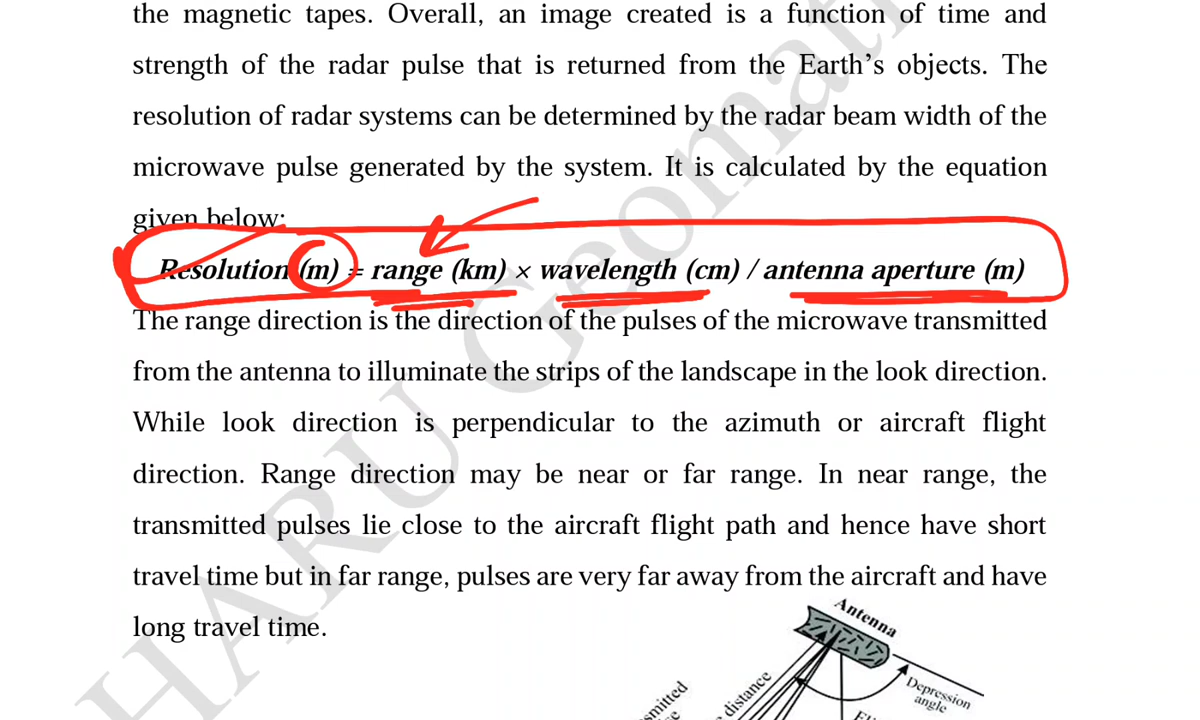 the magnetic tapes. Overall, an image created is a function of time and
strength of the radar pulse that is returned from the Earth’s objects. The
resolution of radar systems can be determined by the radar beam width of the
microwave pulse generated by the system. It is calculated by the equation
given below:
Resolution (m) = range (km) × wavelength (cm) / antenna aperture (m)
The range direction is the direction of the pulses of the microwave transmitted
from the antenna to illuminate the strips of the landscape in the look direction.
While look direction is perpendicular to the azimuth or aircraft flight
direction. Range direction may be near or far range. In near range, the
transmitted pulses lie close to the aircraft flight path and hence have short
travel time but in far range, pulses are very far away from the aircraft and have
long travel time.
Antenna
distance
Depression
angle
HARU Geomati